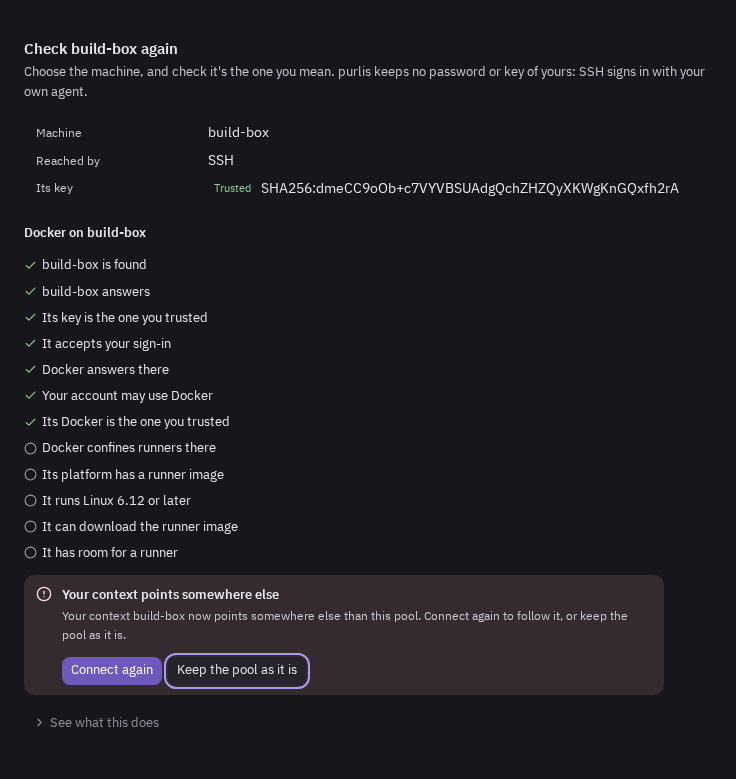 Check build-box again
Choose the machine, and check it's the one you mean. purlis keeps no password or key of yours: SSH signs in with your
own agent.
Machine build-box
Reached by SSH
Its key Trusted SHA256:dmeCC9oOb+c7VYVBSUAdgQchZHZQyXKWgKnGQxfh2rA
Docker on build-box
build-box is found
build-box answers
Its key is the one you trusted
It accepts your sign-in
Docker answers there
Your account may use Docker
Its Docker is the one you trusted
Docker confines runners there
Its platform has a runner image
It runs Linux 6.12 or later
It can download the runner image
It has room for a runner
Your context points somewhere else
Your context build-box now points somewhere else than this pool. Connect again to follow it, or keep the
pool as it is.
Connect again Keep the pool as it is
See what this does